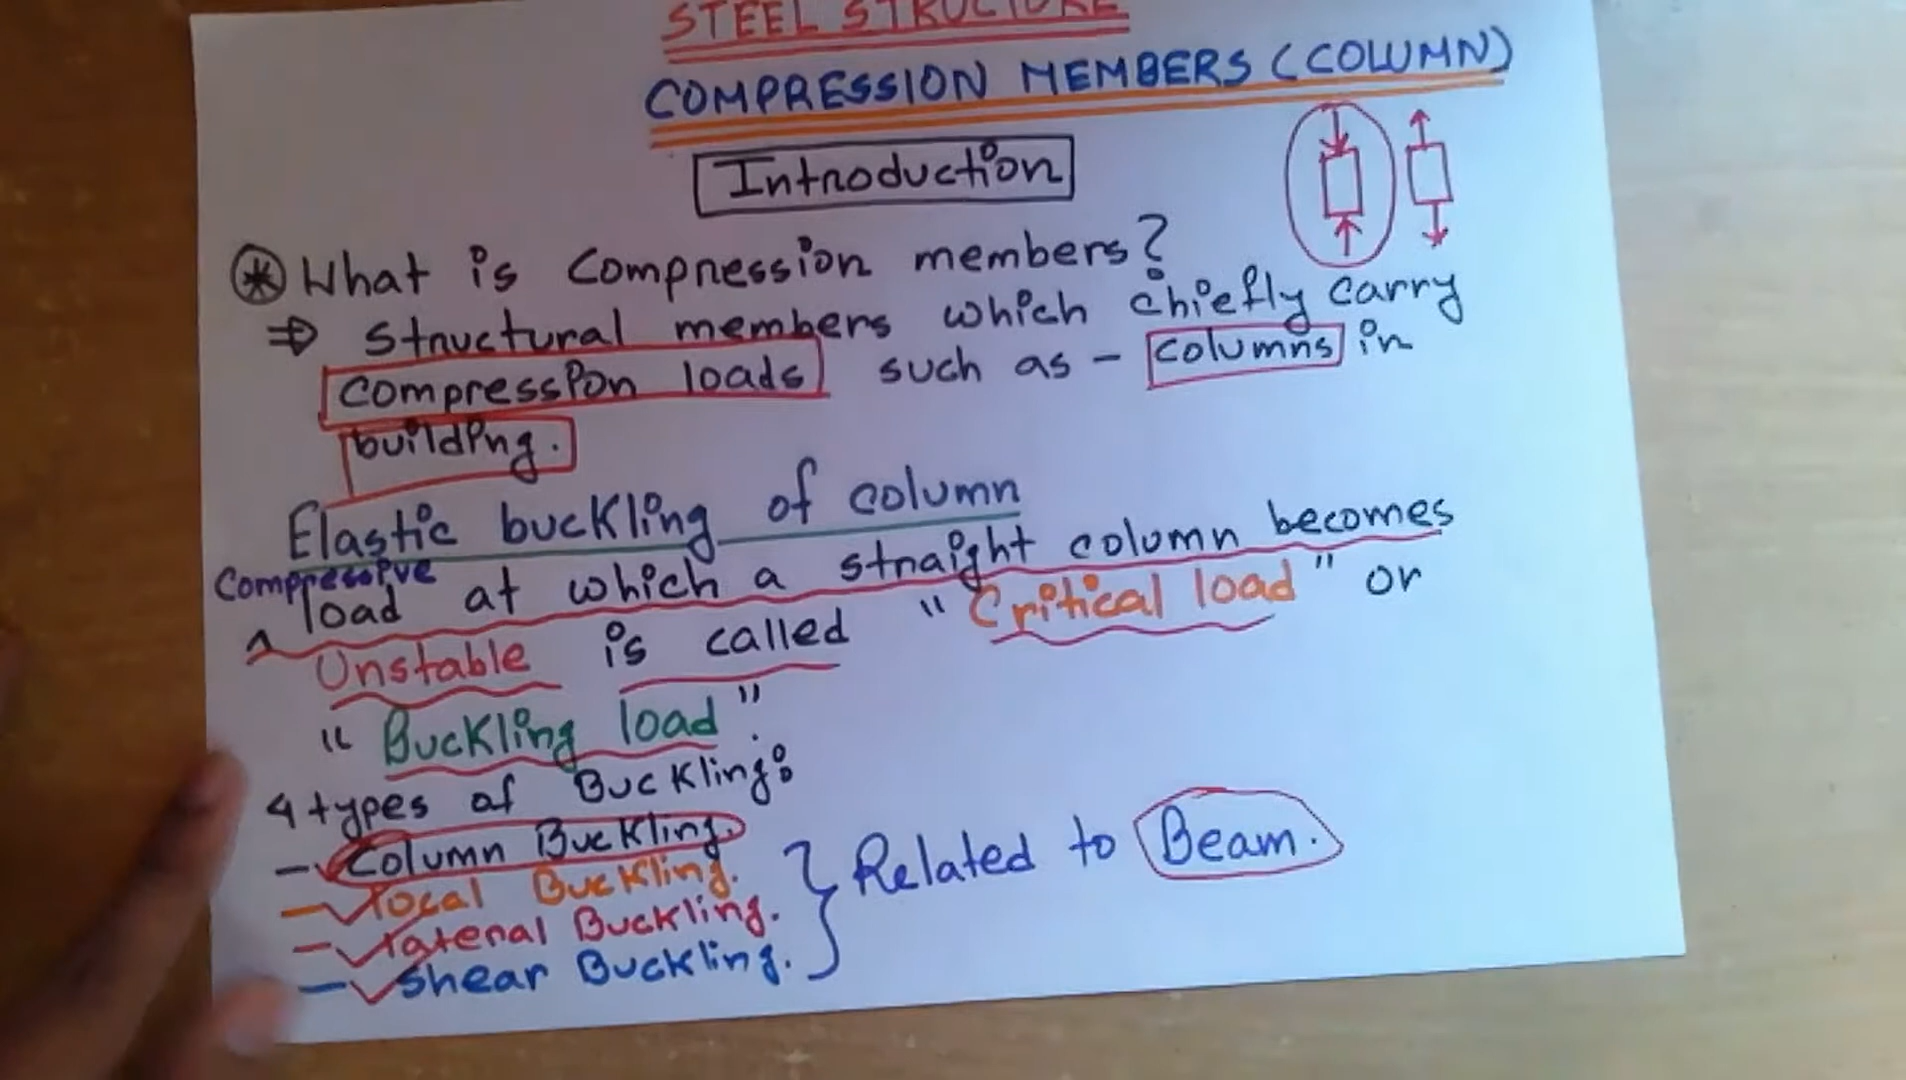 STEEL STRUCTURE
COMPRESSION MEMBERS (COLUMN)
Introduction
What is compression members?
⇒ structural members which chiefly carry
compression loads such as - columns in
building.
Elastic buckling of column
Compressive
load at which a straight column becomes
Unstable is called "Critical load" or
"Buckling load".
4 types of Buckling:
- Column Buckling.
- local Buckling.
- lateral Buckling.
- shear Buckling.
} Related to Beam.